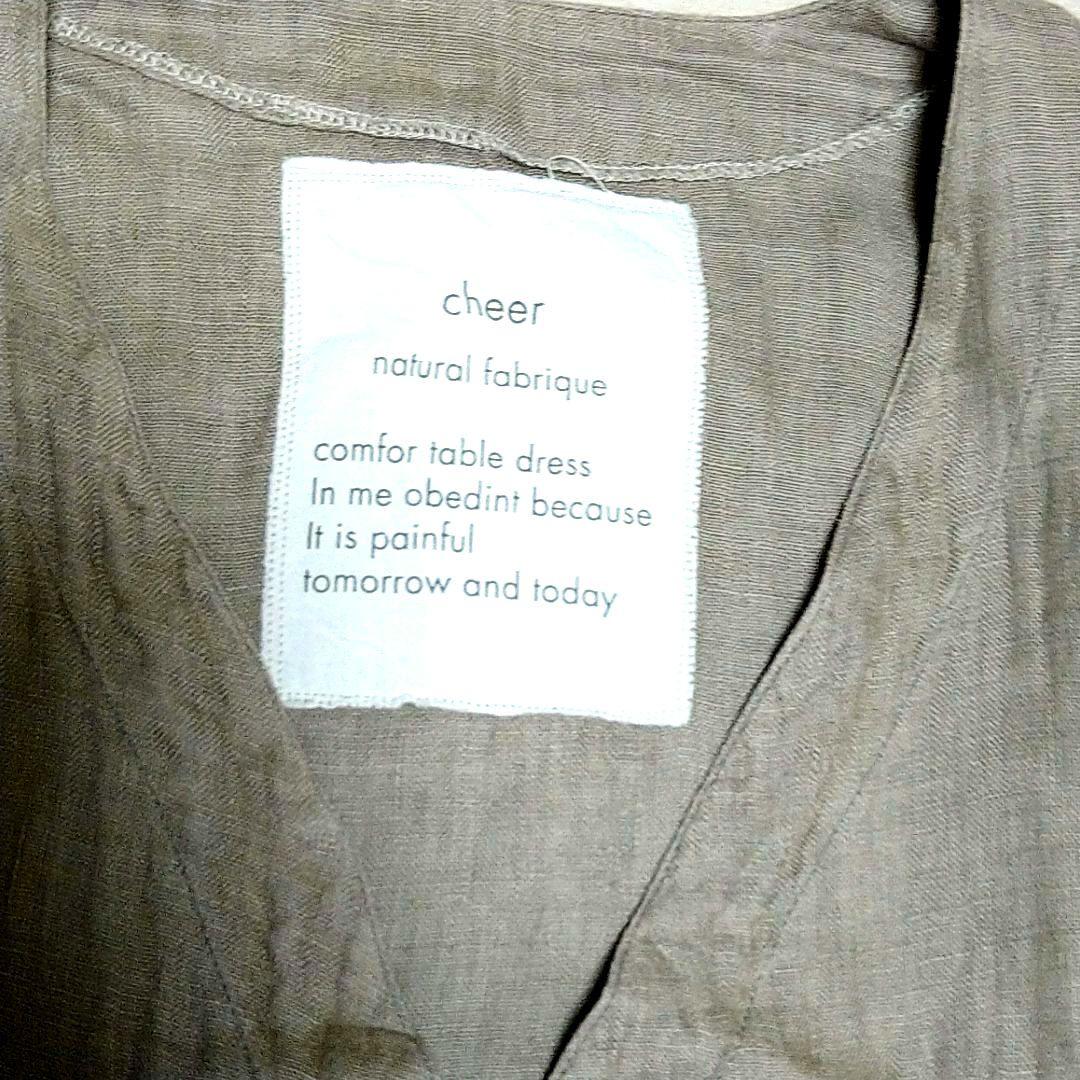 cheer
natural fabrique
comfor table dress
In me obedint because
It is painful
tomorrow and today